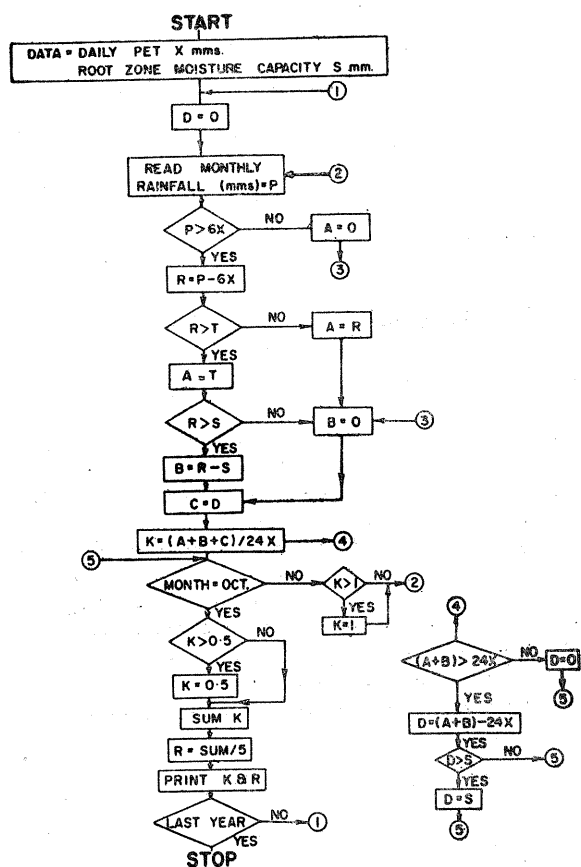 START
DATA = DAILY PET X mms.
ROOT ZONE MOISTURE CAPACITY S mm.
1
D = 0
READ MONTHLY
RAINFALL (mms)=P
2
P > 6X
NO
A = 0
YES
3
R=P-6X
R>T
NO
A = R
YES
A = T
R>S
NO
B = 0
3
YES
B = R-S
C = D
K=(A+B+C)/24X
4
5
MONTH = OCT.
NO
K>1
NO
2
YES
YES
K=1
K>0.5
NO
YES
K = 0.5
SUM K
R = SUM/5
PRINT K & R
LAST YEAR
NO
1
YES
STOP
4
(A+B)> 24X
NO
D=0
5
YES
D=(A+B)-24X
YES
D>S
NO
5
YES
D=S
5